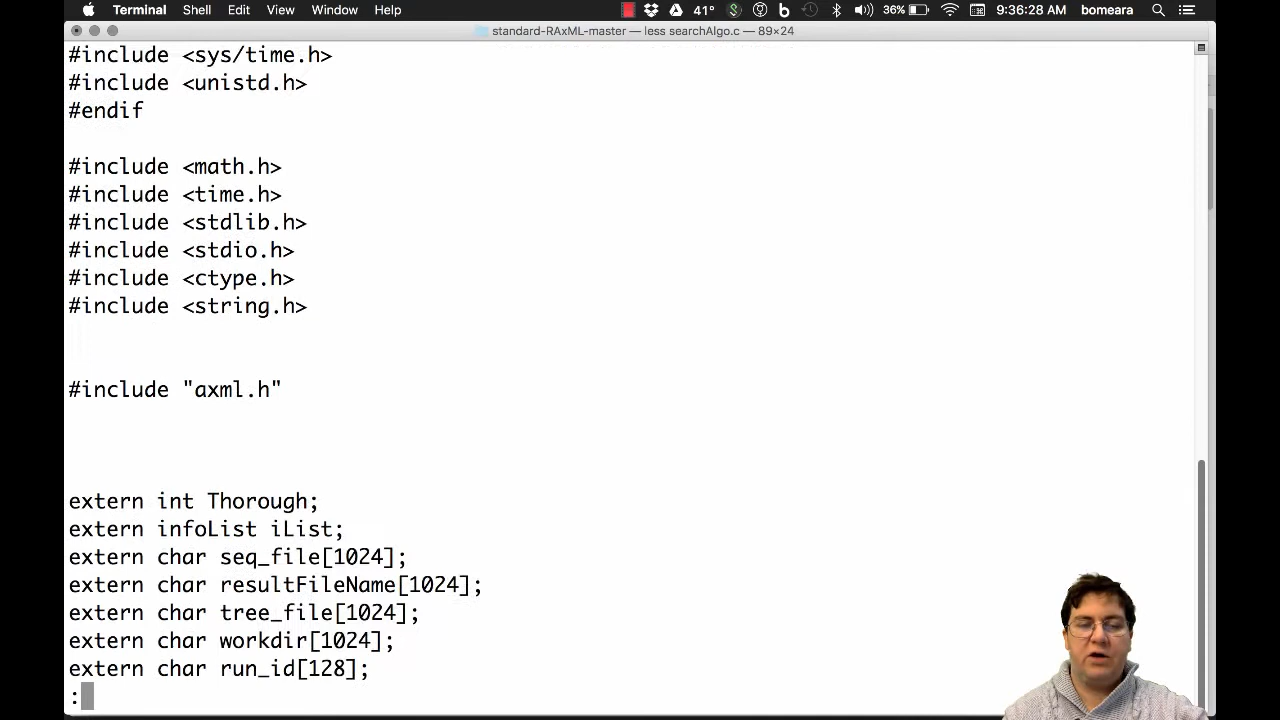 Terminal Shell Edit View Window Help 41° 36% 9:36:28 AM bomeara
standard-RAxML-master — less searchAlgo.c — 89×24
#include <sys/time.h>
#include <unistd.h>
#endif
#include <math.h>
#include <time.h>
#include <stdlib.h>
#include <stdio.h>
#include <ctype.h>
#include <string.h>
#include "axml.h"
extern int Thorough;
extern infoList iList;
extern char seq_file[1024];
extern char resultFileName[1024];
extern char tree_file[1024];
extern char workdir[1024];
extern char run_id[128];
: